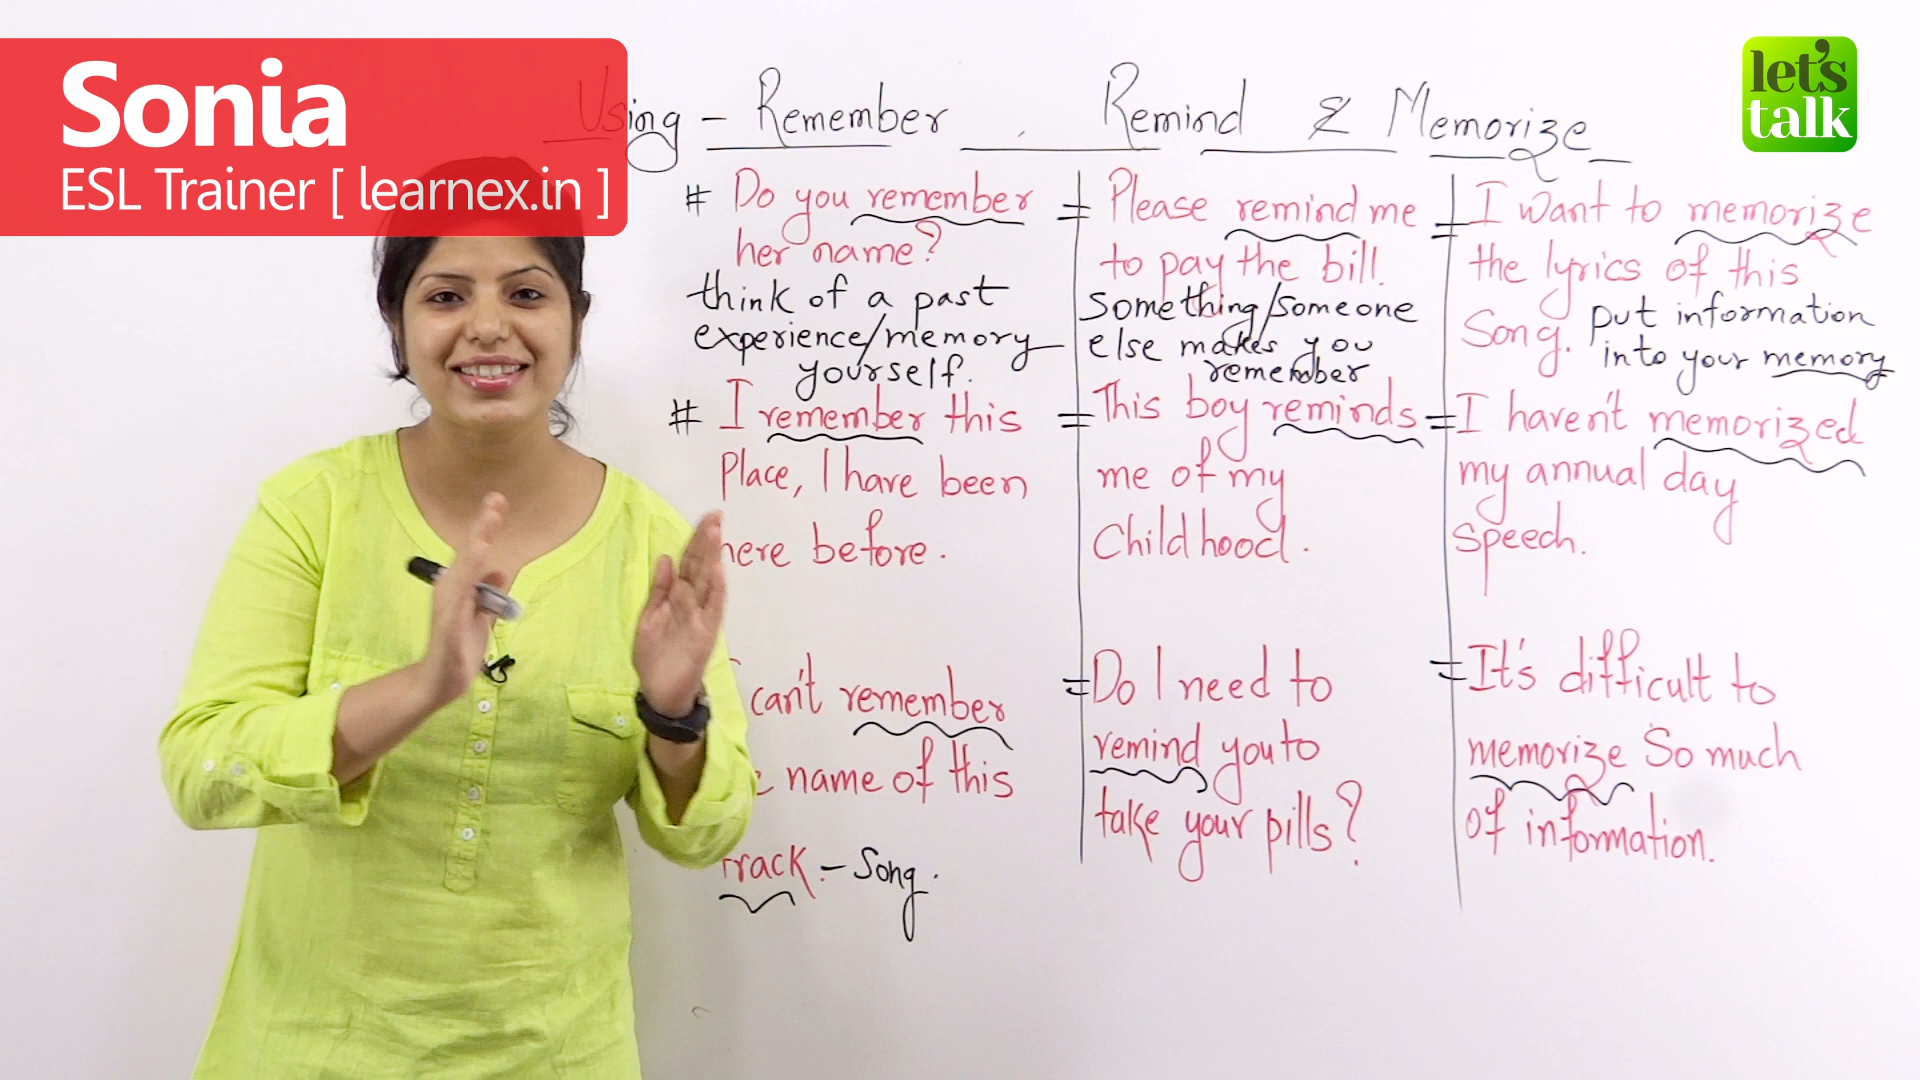 Sonia
ESL Trainer [ learnex.in ]
let's
talk
Using - Remember , Remind & Memorize
# Do you remember
her name?
think of a past
experience/memory
yourself.
# I remember this
Place, I have been
here before.
can't remember
name of this
track. - Song.
= Please remind me
to pay the bill!
Something/someone
else makes you
remember
= This boy reminds
me of my
Childhood.
= Do I need to
remind you to
take your pills?
= I want to memorize
the lyrics of this
Song.
put information
into your memory
= I haven't memorized
my annual day
speech.
= It's difficult to
memorize So much
of information.